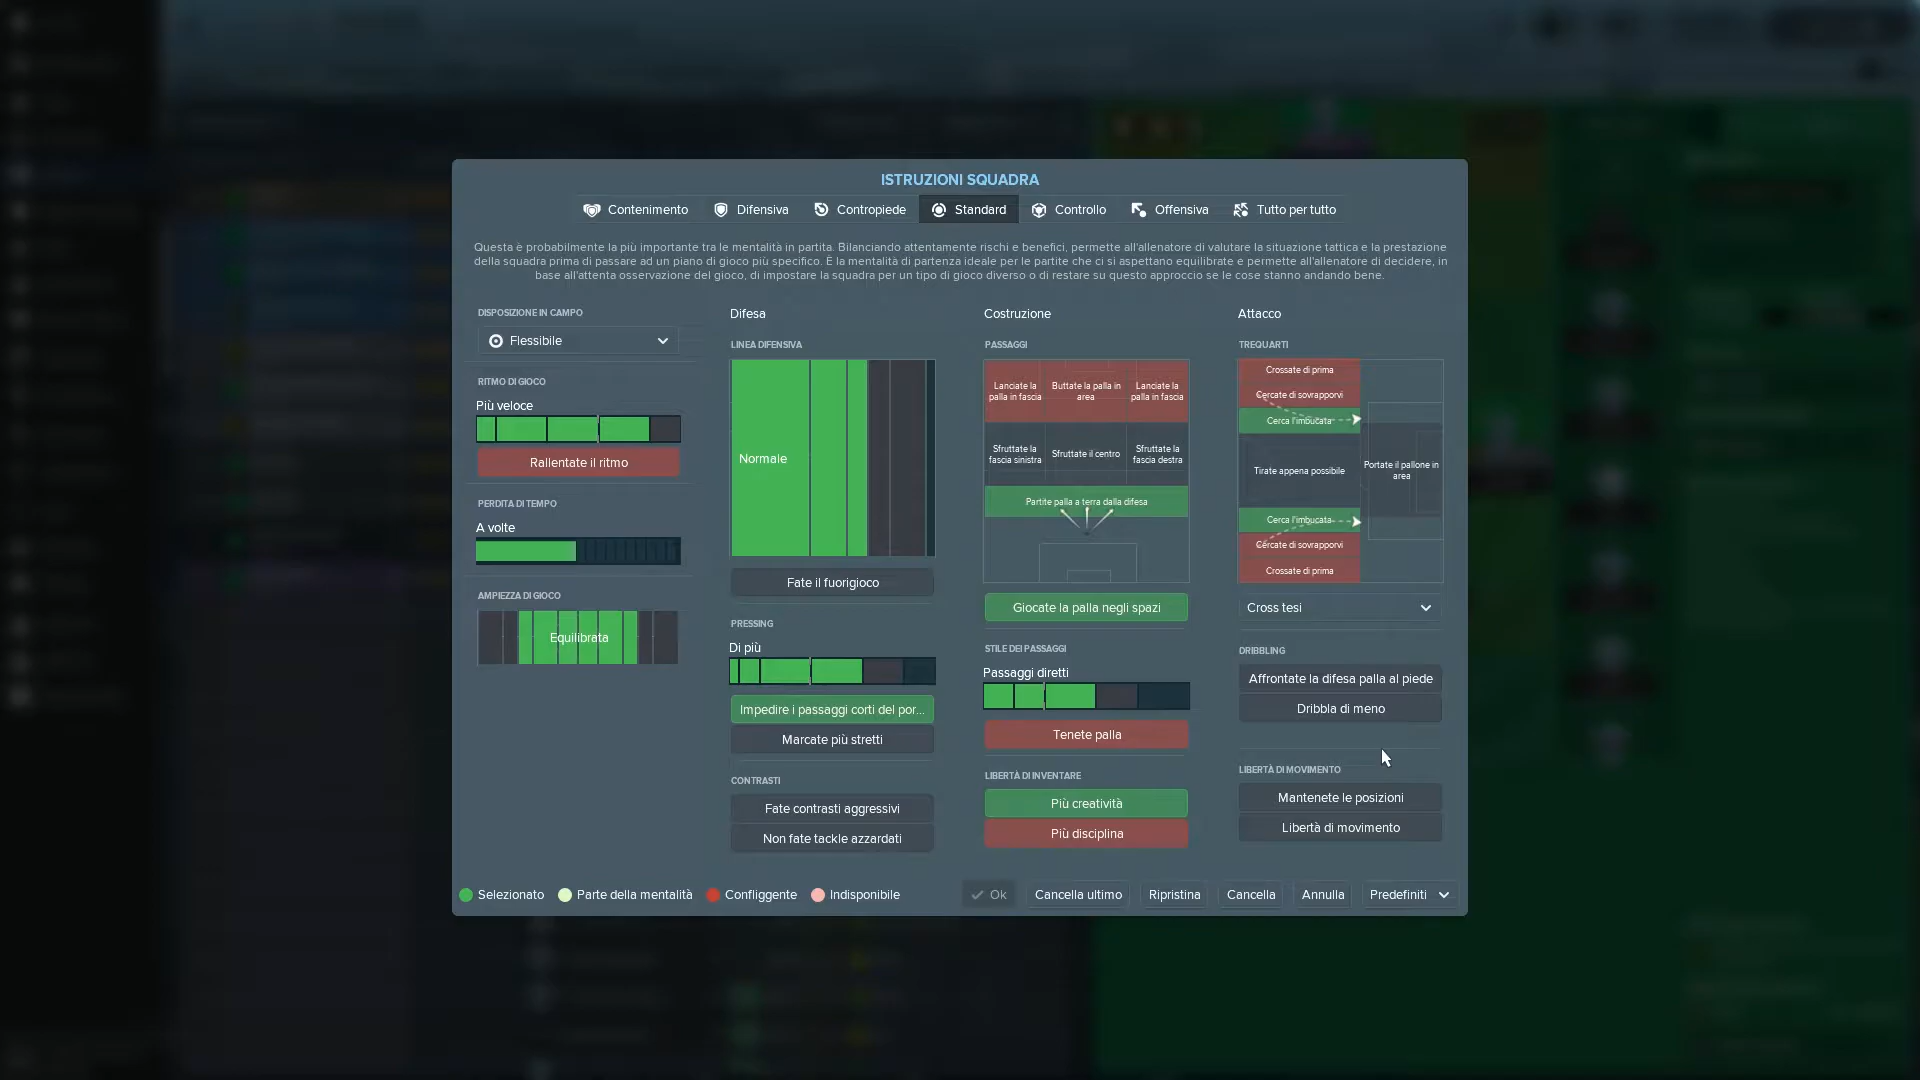 ISTRUZIONI SQUADRA
Contenimento
Difensiva
Contropiede
Standard
Controllo
Offensiva
Tutto per tutto
Questa è probabilmente la più importante tra le mentalità in partita. Bilanciando attentamente rischi e benefici, permette all'allenatore di valutare la situazione tattica e la prestazione
della squadra prima di passare ad un piano di gioco più specifico. È la mentalità di partenza ideale per le partite che ci si aspettano equilibrate e permette all'allenatore di decidere, in
base all'attenta osservazione del gioco, di impostare la squadra per un tipo di gioco diverso o di restare su questo approccio se le cose stanno andando bene.
DISPOSIZIONE IN CAMPO
Flessibile
RITMO DI GIOCO
Più veloce
Rallentate il ritmo
PERDITA DI TEMPO
A volte
AMPIEZZA DI GIOCO
Equilibrata
Difesa
LINEA DIFENSIVA
Normale
Fate il fuorigioco
PRESSING
Di più
Impedire i passaggi corti del por...
Marcate più stretti
CONTRASTI
Fate contrasti aggressivi
Non fate tackle azzardati
Costruzione
PASSAGGI
Lanciate la
palla in fascia
Buttate la palla in
area
Lanciate la
palla in fascia
Sfruttate la
fascia sinistra
Sfruttate il centro
Sfruttate la
fascia destra
Partite palla a terra dalla difesa
Giocate la palla negli spazi
STILE DEI PASSAGGI
Passaggi diretti
Tenete palla
LIBERTÀ DI INVENTARE
Più creatività
Più disciplina
Attacco
TREQUARTI
Crossate di prima
Cercate di sovrapporvi
Cerca l'imbucata
Tirate appena possibile
Portate il pallone in
area
Cerca l'imbucata
Cercate di sovrapporvi
Crossate di prima
Cross tesi
DRIBBLING
Affrontate la difesa palla al piede
Dribbla di meno
LIBERTÀ DI MOVIMENTO
Mantenete le posizioni
Libertà di movimento
Selezionato
Parte della mentalità
Confliggente
Indisponibile
Ok
Cancella ultimo
Ripristina
Cancella
Annulla
Predefiniti